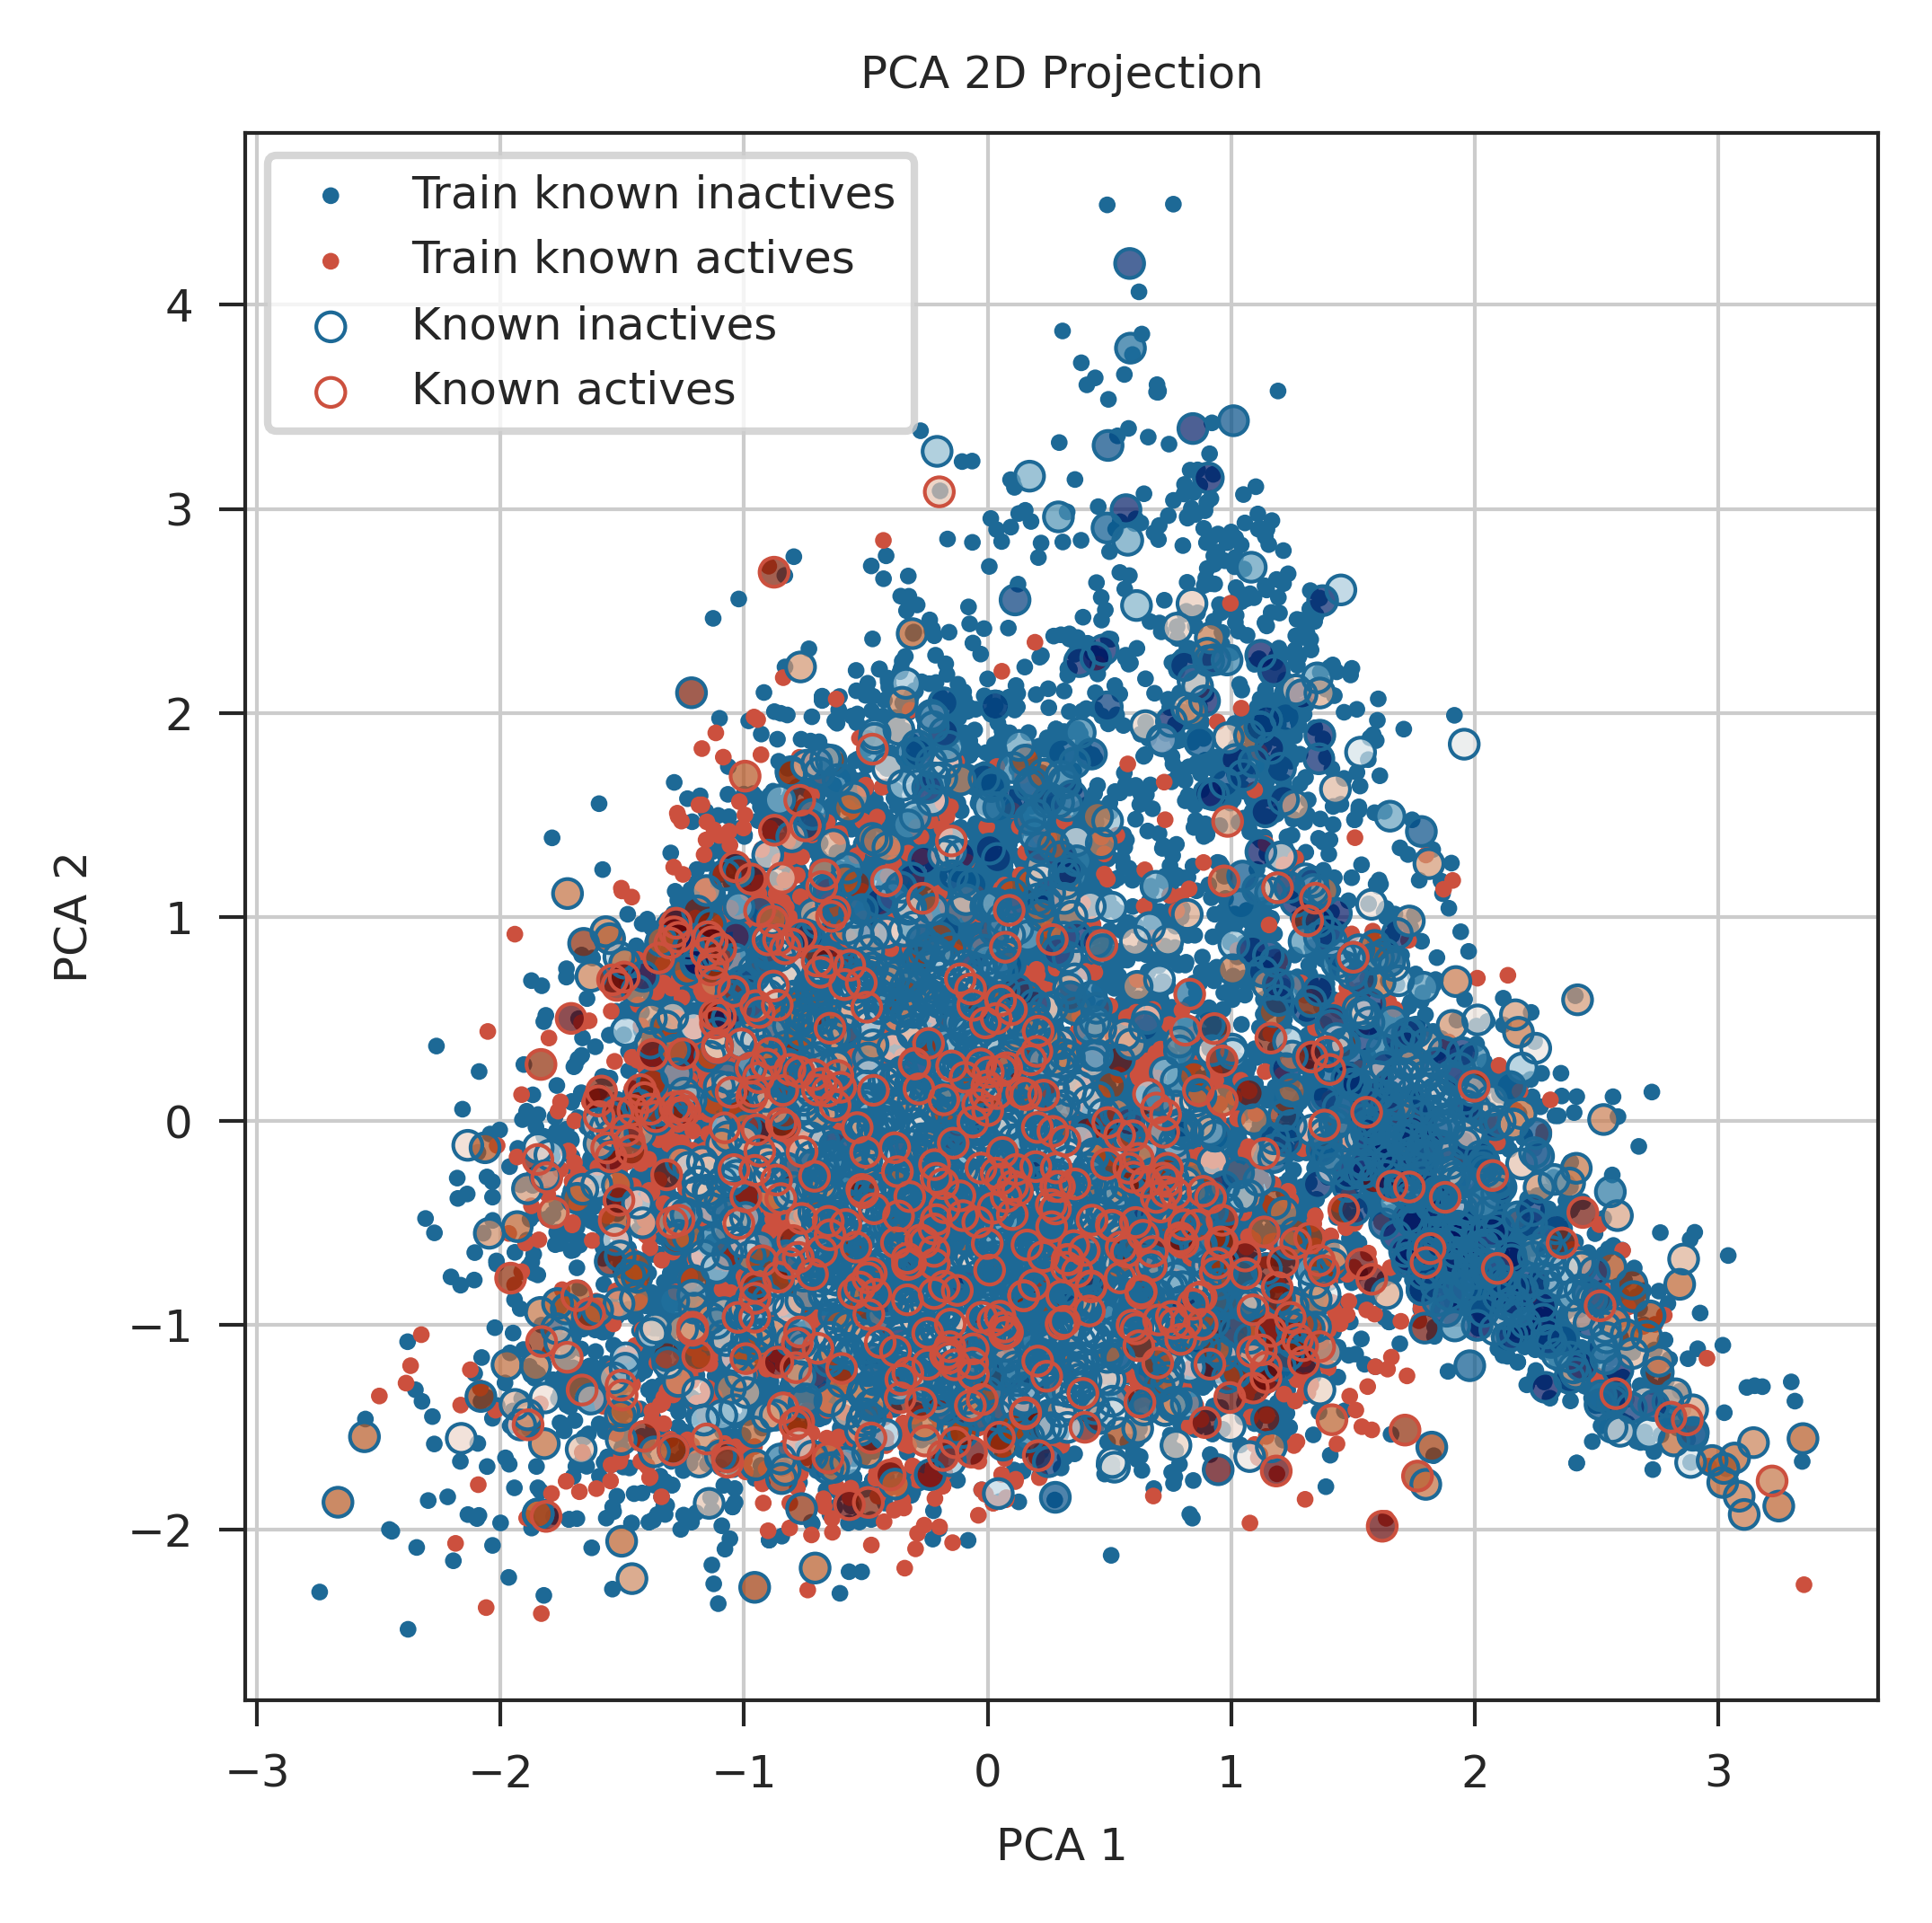 PCA 2D Projection
Train known inactives
Train known actives
Known inactives
Known actives
4
3
2
1
0
−1
−2
PCA 2
−3
−2
−1
0
1
2
3
PCA 1